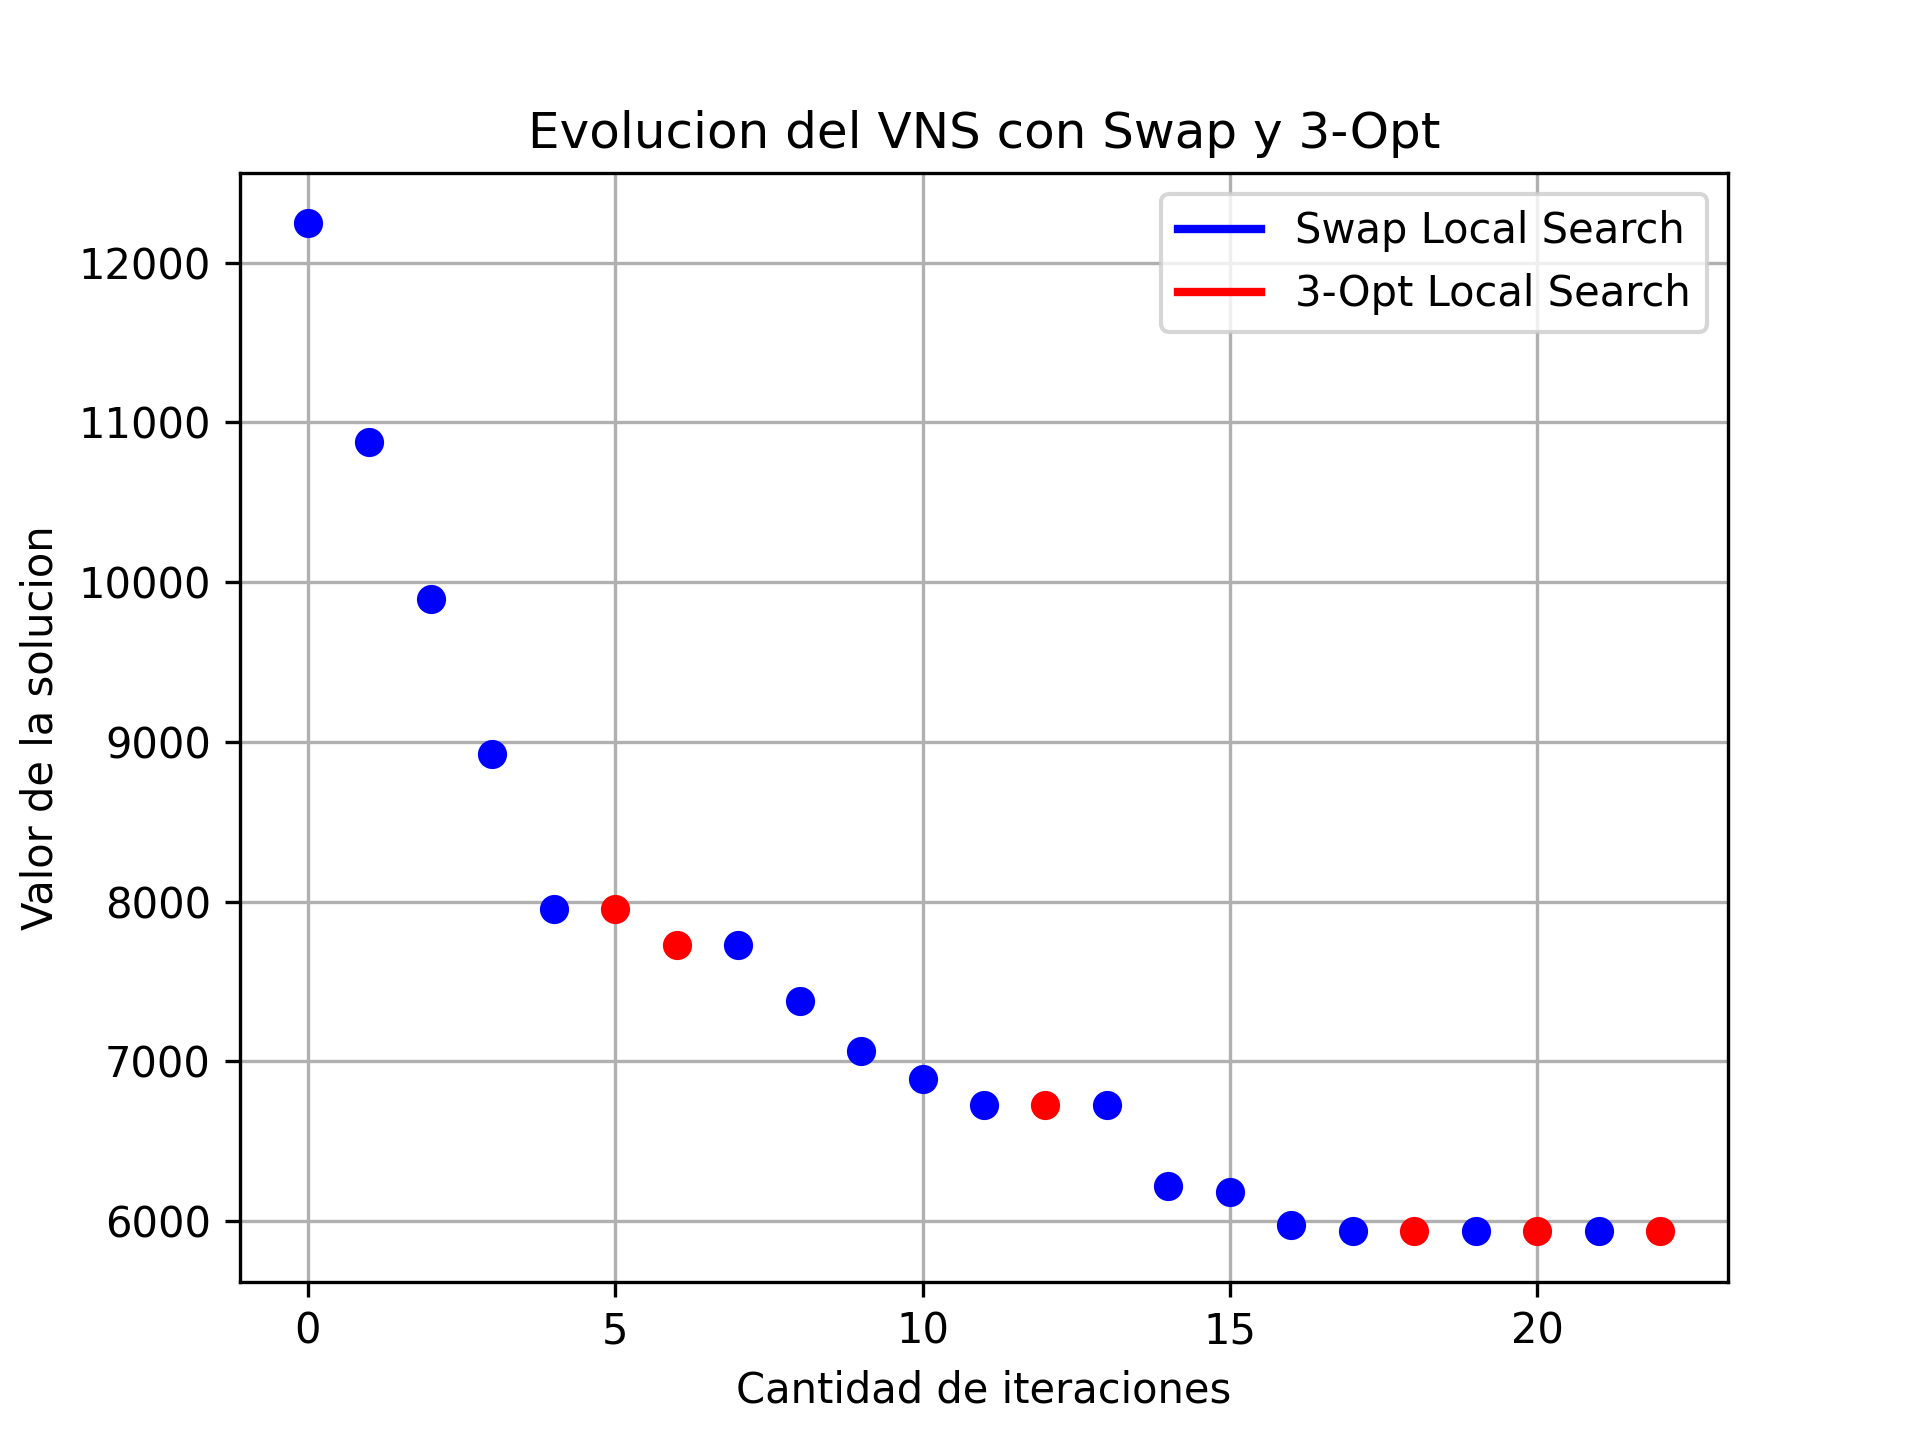 Evolucion del VNS con Swap y 3-Opt
Swap Local Search
3-Opt Local Search
Valor de la solucion
12000
11000
10000
9000
8000
7000
6000
0 5 10 15 20
Cantidad de iteraciones